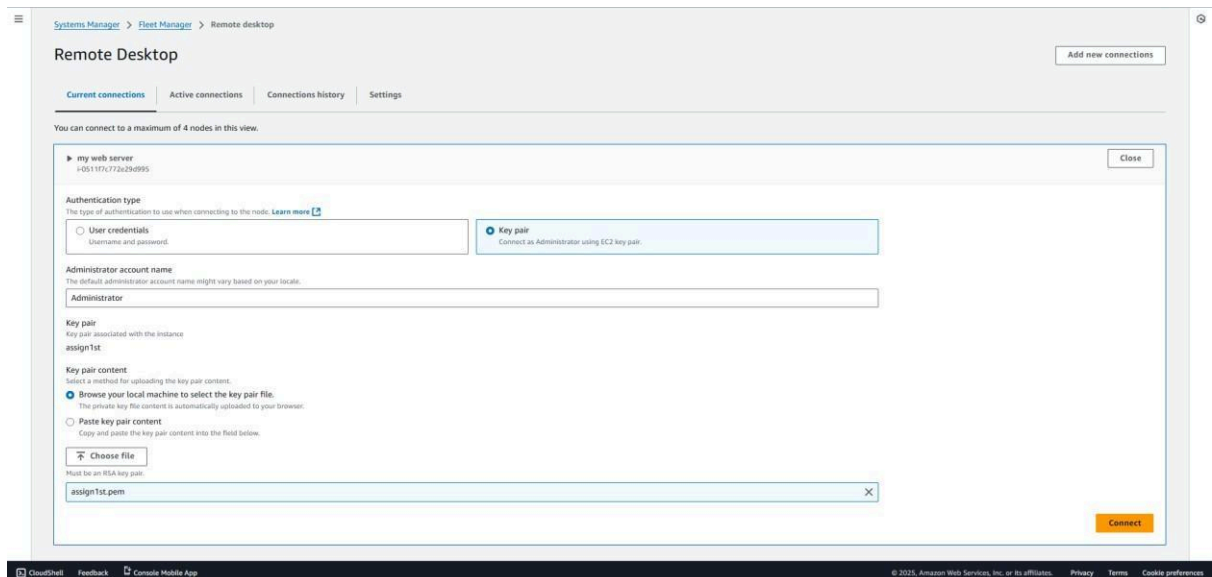 Systems Manager > Fleet Manager > Remote desktop
Remote Desktop
Add new connections
Current connections
Active connections
Connections history
Settings
You can connect to a maximum of 4 nodes in this view.
my web server
i-0511f7c772e29d995
Close
Authentication type
The type of authentication to use when connecting to the node. Learn more
User credentials
Username and password.
Key pair
Connect as Administrator using EC2 key pair.
Administrator account name
The default administrator account name might vary based on your locale.
Administrator
Key pair
Key pair associated with the instance
assign1st
Key pair content
Select a method for uploading the key pair content.
Browse your local machine to select the key pair file.
The private key file content is automatically uploaded to your browser.
Paste key pair content
Copy and paste the key pair content into the field below.
Choose file
Must be an RSA key pair.
assign1st.pem
Connect
CloudShell Feedback Console Mobile App © 2025, Amazon Web Services, Inc. or its affiliates. Privacy Terms Cookie preferences